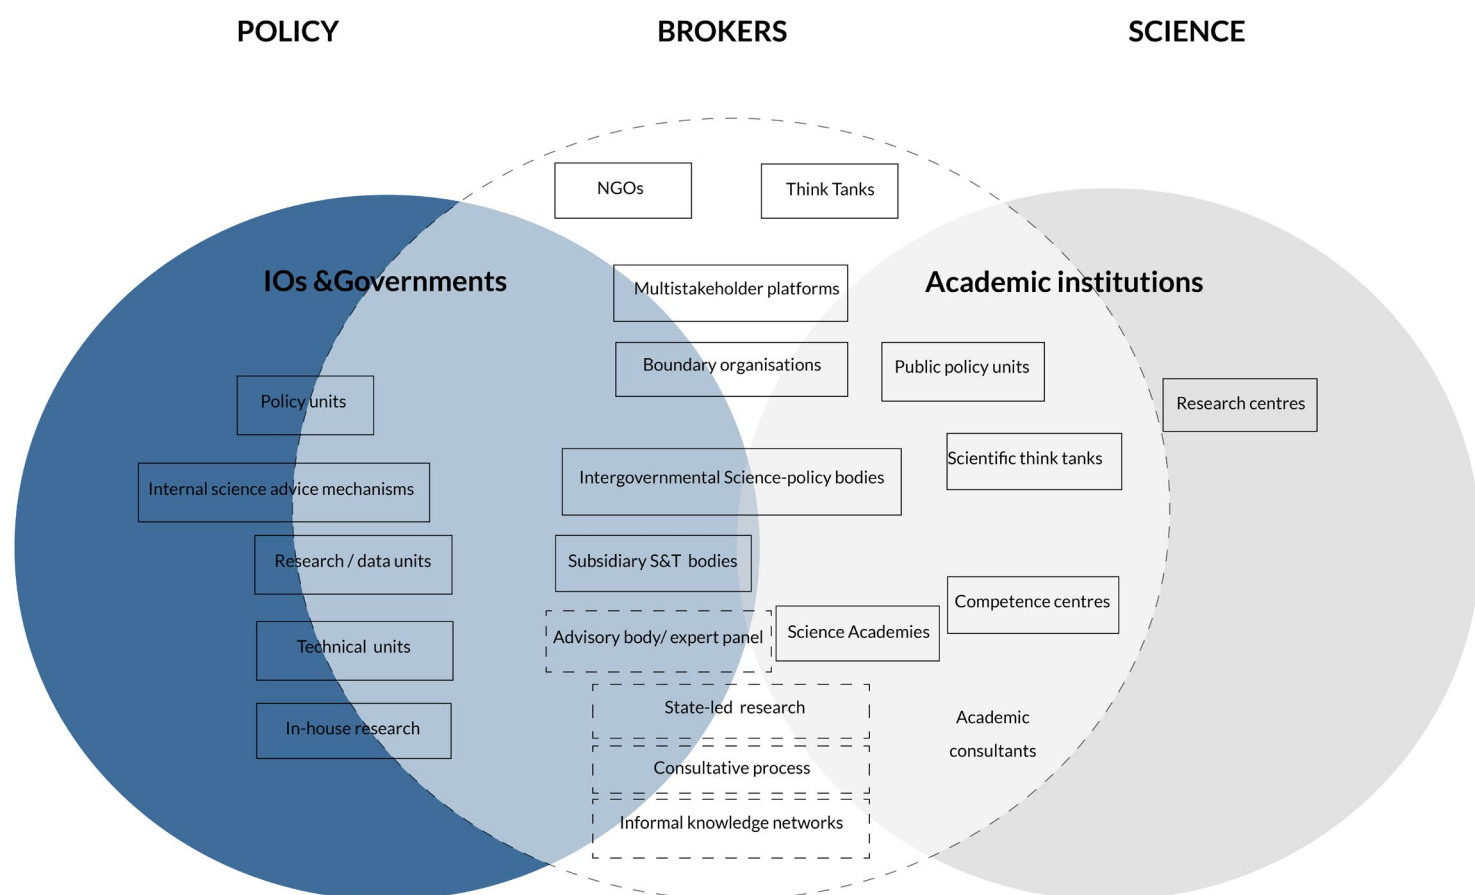 POLICY
BROKERS
SCIENCE
NGOs
Think Tanks
IOs &Governments
Multistakeholder platforms
Academic institutions
Boundary organisations
Public policy units
Policy units
Research centres
Scientific think tanks
Internal science advice mechanisms
Intergovernmental Science-policy bodies
Research / data units
Subsidiary S&T bodies
Competence centres
Advisory body/ expert panel
Science Academies
Technical units
State-led research
Academic
consultants
In-house research
Consultative process
Informal knowledge networks